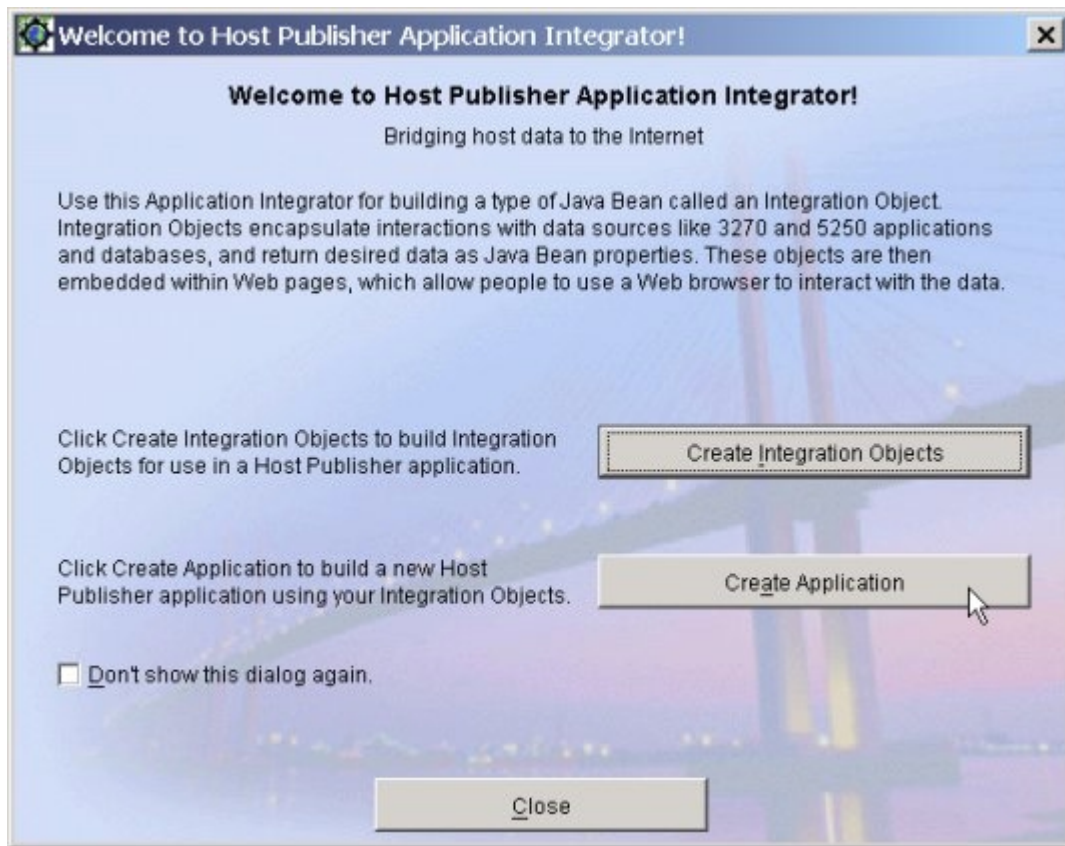 Welcome to Host Publisher Application Integrator!
Welcome to Host Publisher Application Integrator!
Bridging host data to the Internet
Use this Application Integrator for building a type of Java Bean called an Integration Object.
Integration Objects encapsulate interactions with data sources like 3270 and 5250 applications
and databases, and return desired data as Java Bean properties. These objects are then
embedded within Web pages, which allow people to use a Web browser to interact with the data.
Click Create Integration Objects to build Integration
Objects for use in a Host Publisher application.
Create Integration Objects
Click Create Application to build a new Host
Publisher application using your Integration Objects.
Create Application
Don't show this dialog again.
Close